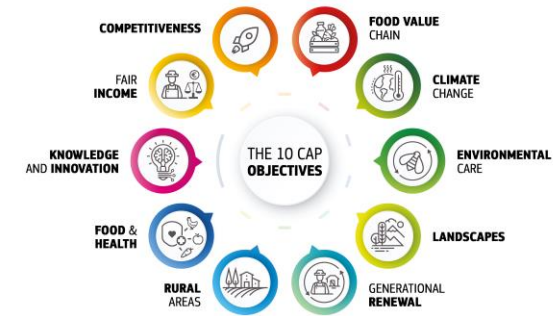 COMPETITIVENESS
FOOD VALUE
CHAIN
FAIR
INCOME
CLIMATE
CHANGE
KNOWLEDGE
AND INNOVATION
THE 10 CAP
OBJECTIVES
ENVIRONMENTAL
CARE
FOOD &
HEALTH
LANDSCAPES
RURAL
AREAS
GENERATIONAL
RENEWAL